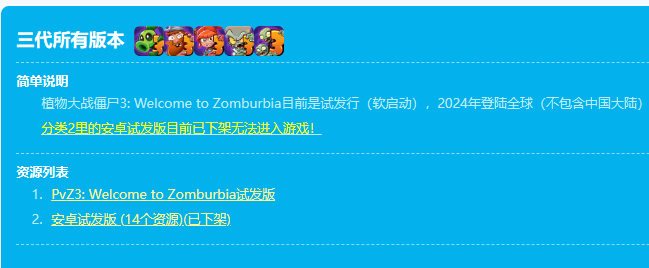 三代所有版本
简单说明
植物大战僵尸3: Welcome to Zomburbia目前是试发行（软启动），2024年登陆全球（不包含中国大陆）
分类2里的安卓试发版目前已下架无法进入游戏！
资源列表
1. PvZ3: Welcome to Zomburbia试发版
2. 安卓试发版 (14个资源)(已下架)